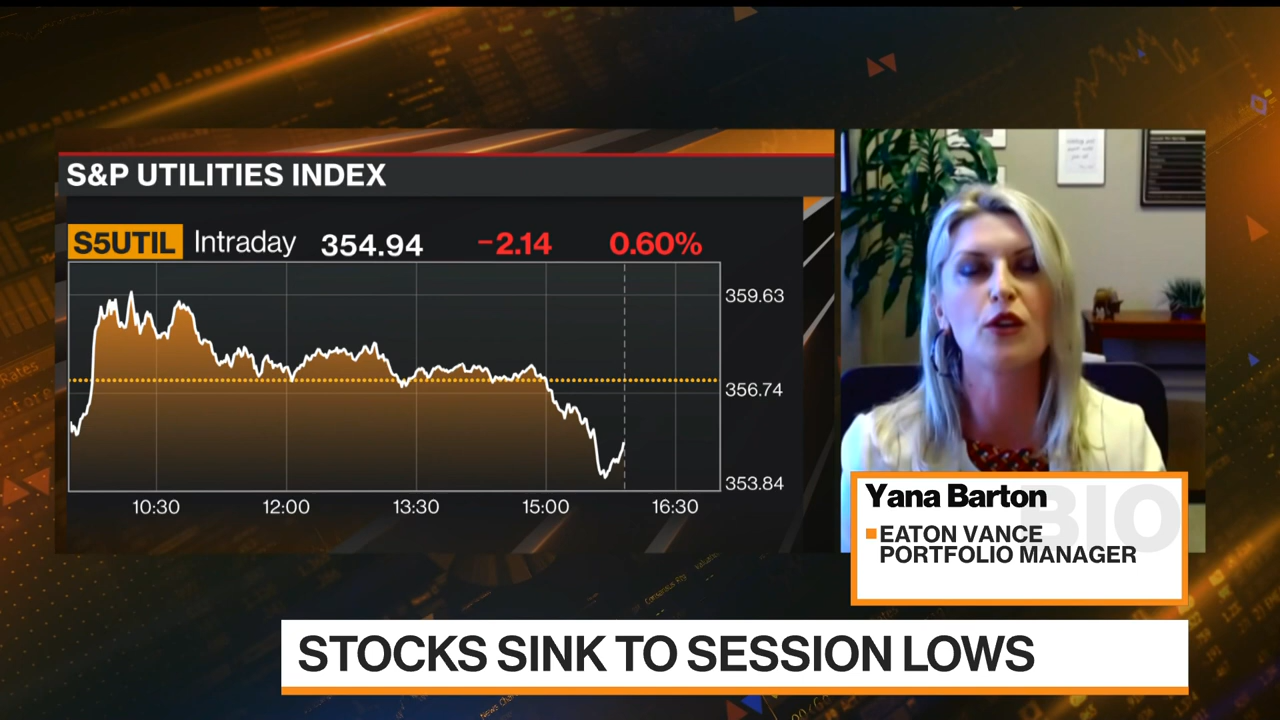 S&P UTILITIES INDEX
S5UTIL Intraday 354.94 −2.14 0.60%
359.63
356.74
353.84
10:30 12:00 13:30 15:00 16:30
BIO
Yana Barton
EATON VANCE
PORTFOLIO MANAGER
STOCKS SINK TO SESSION LOWS